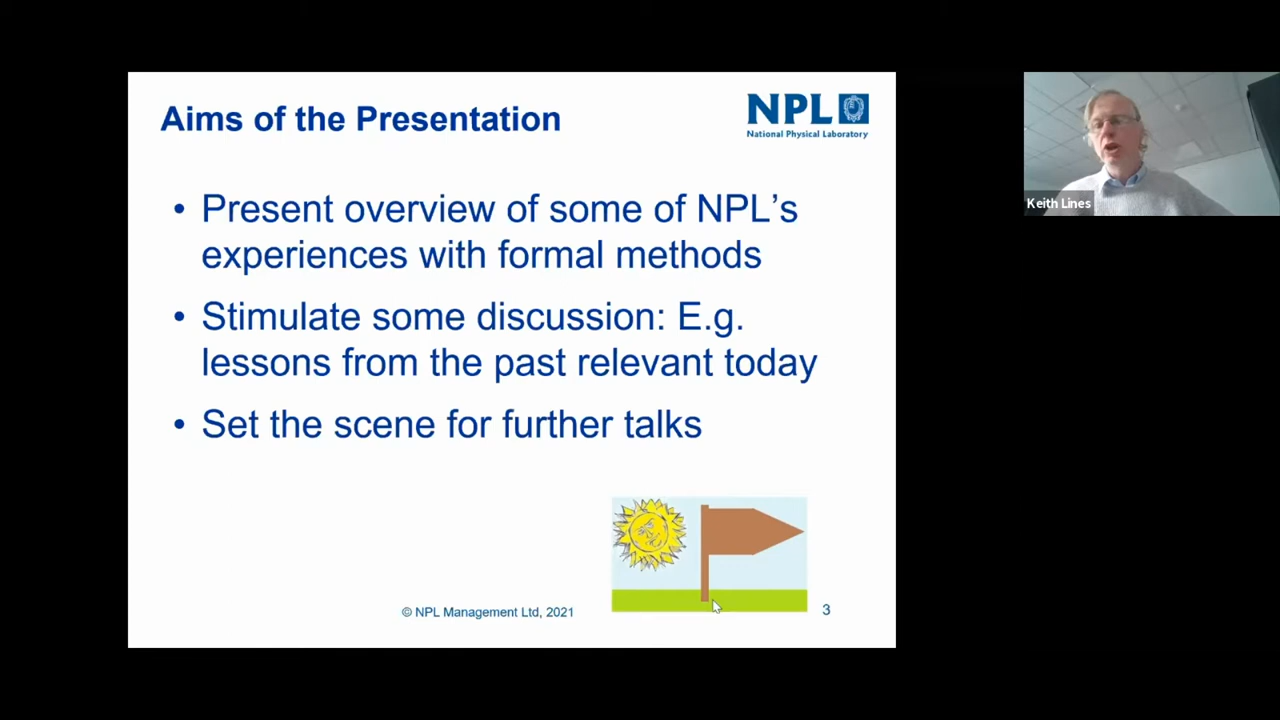 Aims of the Presentation
NPL
National Physical Laboratory
• Present overview of some of NPL's
experiences with formal methods
• Stimulate some discussion: E.g.
lessons from the past relevant today
• Set the scene for further talks
© NPL Management Ltd, 2021
3
Keith Lines